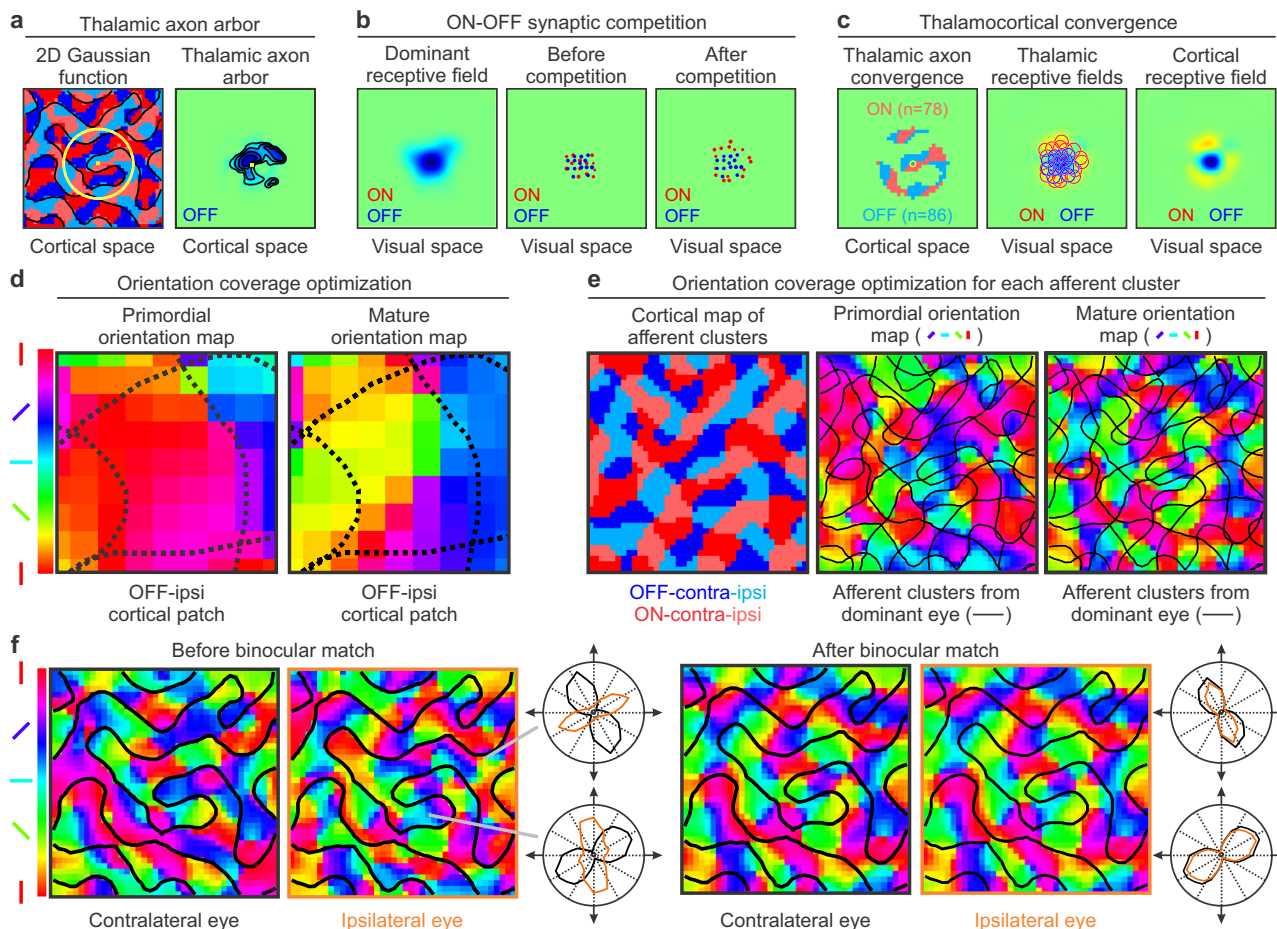 a
Thalamic axon arbor
2D Gaussian
function
Thalamic axon
arbor
OFF
Cortical space
Cortical space
b
ON-OFF synaptic competition
Dominant
receptive field
Before
competition
After
competition
ON
OFF
ON
OFF
ON
OFF
Visual space
Visual space
Visual space
c
Thalamocortical convergence
Thalamic axon
convergence
Thalamic
receptive fields
Cortical
receptive field
ON (n=78)
OFF (n=86)
ON OFF
ON OFF
Cortical space
Visual space
Visual space
d
Orientation coverage optimization
Primordial
orientation map
Mature
orientation map
OFF-ipsi
cortical patch
OFF-ipsi
cortical patch
e
Orientation coverage optimization for each afferent cluster
Cortical map of
afferent clusters
Primordial orientation
map ( )
Mature orientation
map ( )
OFF-contra-ipsi
ON-contra-ipsi
Afferent clusters from
dominant eye (—)
Afferent clusters from
dominant eye (—)
f
Before binocular match
After binocular match
Contralateral eye
Ipsilateral eye
Contralateral eye
Ipsilateral eye